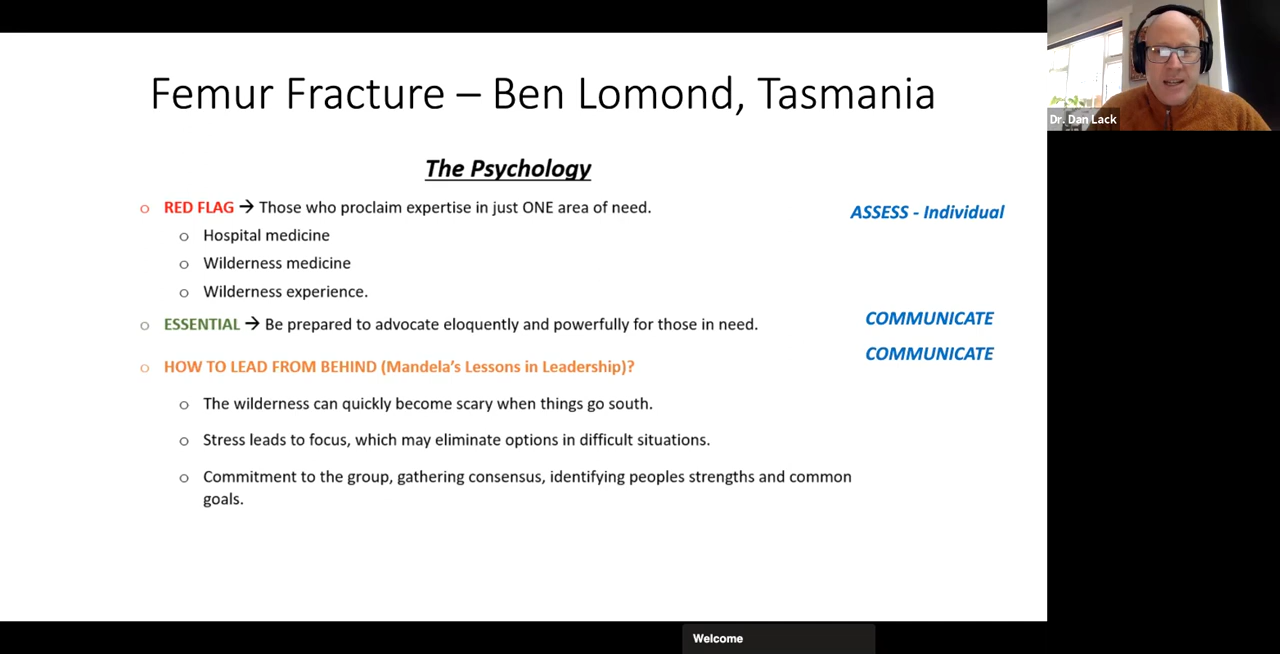 Femur Fracture – Ben Lomond, Tasmania
Dr. Dan Lack
The Psychology
o RED FLAG → Those who proclaim expertise in just ONE area of need.
ASSESS - Individual
o Hospital medicine
o Wilderness medicine
o Wilderness experience.
o ESSENTIAL → Be prepared to advocate eloquently and powerfully for those in need.
COMMUNICATE
COMMUNICATE
o HOW TO LEAD FROM BEHIND (Mandela's Lessons in Leadership)?
o The wilderness can quickly become scary when things go south.
o Stress leads to focus, which may eliminate options in difficult situations.
o Commitment to the group, gathering consensus, identifying peoples strengths and common
goals.
Welcome